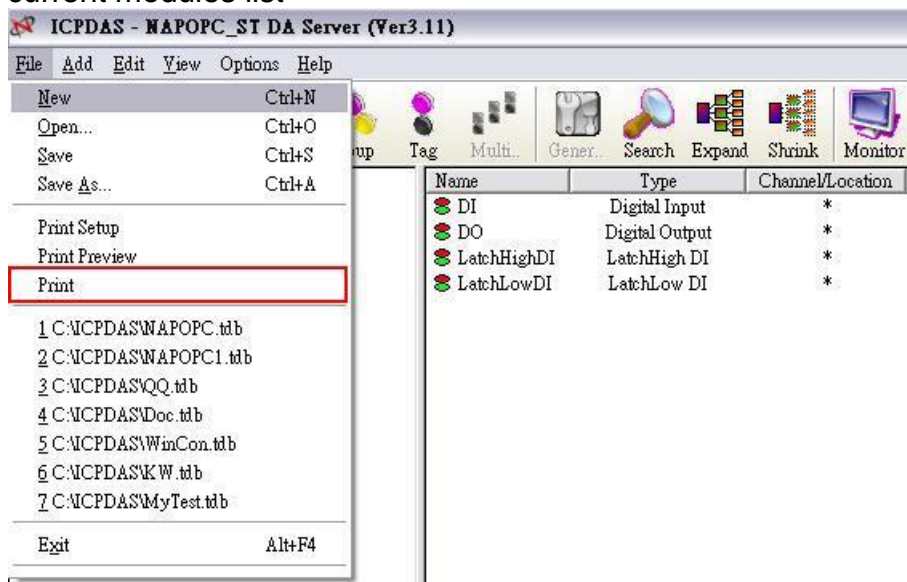 current modules list
ICPDAS - NAPOPC_ST DA Server (Ver3.11)
File Add Edit View Options Help
New Ctrl+N
Open... Ctrl+O
Save Ctrl+S
Save As... Ctrl+A
Print Setup
Print Preview
Print
1 C:\ICPDAS\NAPOPC.tdb
2 C:\ICPDAS\NAPOPC1.tdb
3 C:\ICPDAS\QQ.tdb
4 C:\ICPDAS\Doc.tdb
5 C:\ICPDAS\WinCon.tdb
6 C:\ICPDAS\KW.tdb
7 C:\ICPDAS\MyTest.tdb
Exit Alt+F4
up Tag Multi.. Gener.. Search Expand Shrink Monitor
Name Type Channel/Location
DI Digital Input *
DO Digital Output *
LatchHighDI LatchHigh DI *
LatchLowDI LatchLow DI *